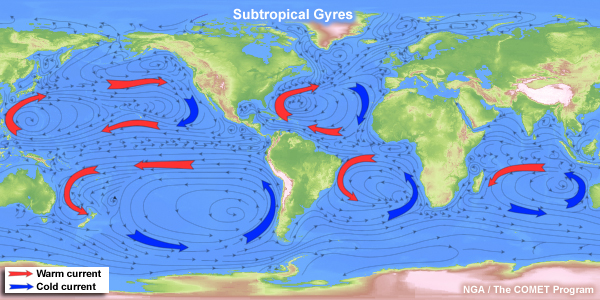 Subtropical Gyres
Warm current
Cold current
NGA / The COMET Program